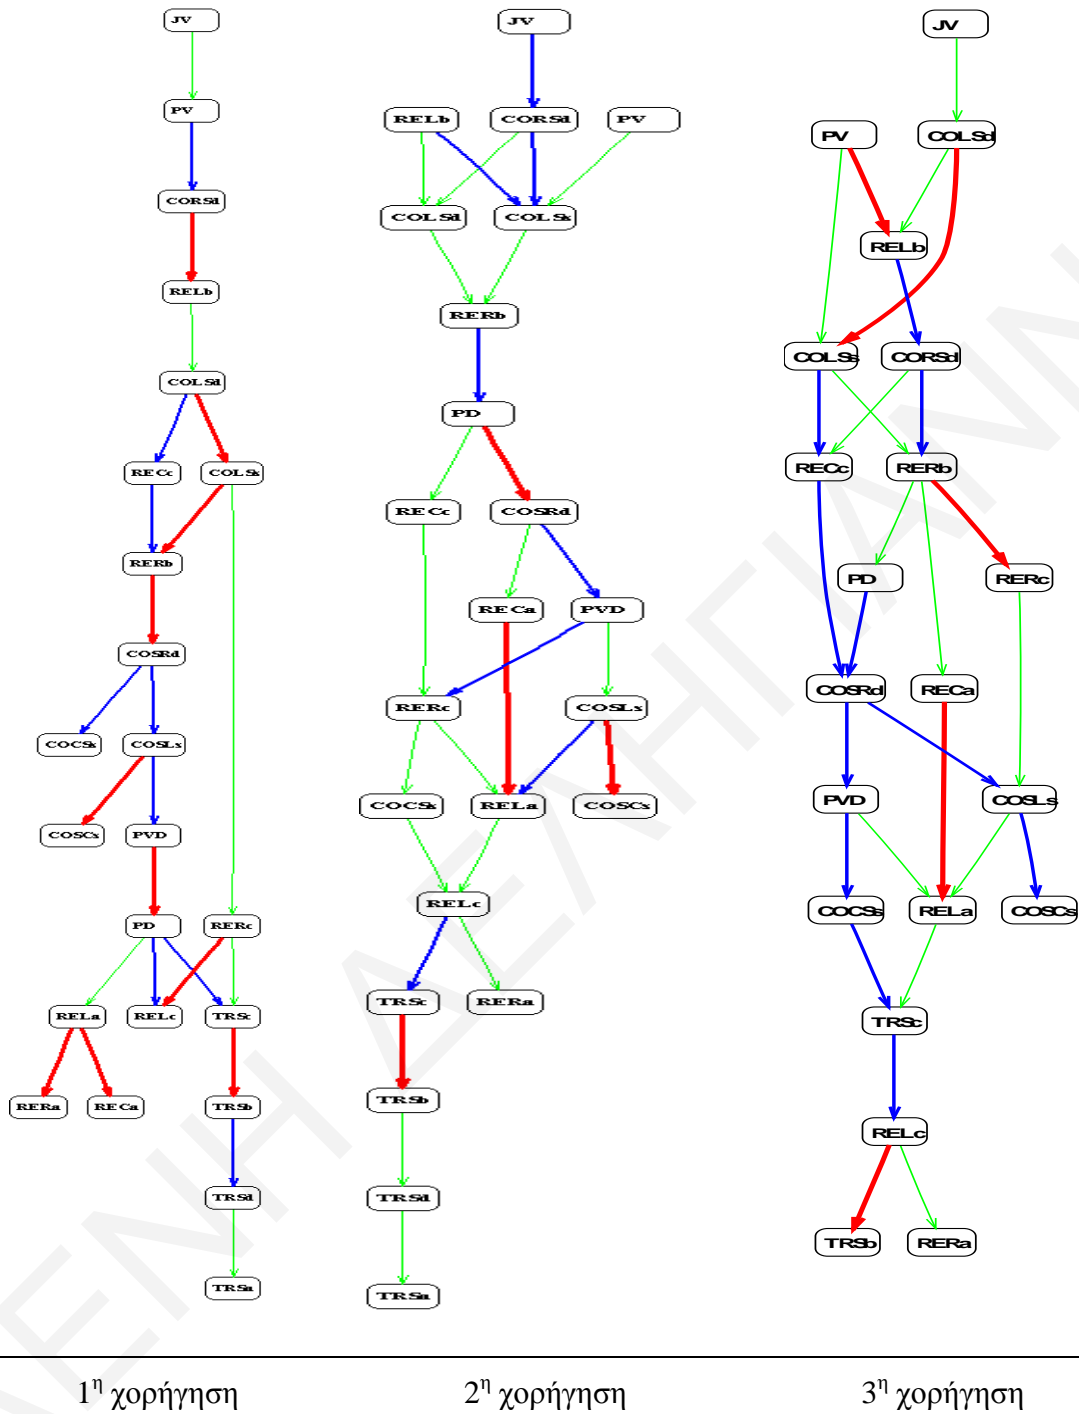 JV
PV
CORSd
RELb
COLSd
RECc COLSs
RERb
COSRd
COCSs COSLs
COSCs PVD
PD RERc
RELa RELc TRSc
RERa RECa TRSb
TRSd
TRSa
1η χορήγηση
JV
RELb CORSd PV
COLSd COLSs
RERb
PD
RECc COSRd
RECa PVD
RERc COSLs
COCSs RELa COSCs
RELc
TRSc RERa
TRSb
TRSd
TRSa
2η χορήγηση
JV
PV COLSd
RELb
COLSs CORSd
RECc RERb
PD RERc
COSRd RECa
PVD COSLs
COCSs RELa COSCs
TRSc
RELc
TRSb RERa
3η χορήγηση
ΛΕΝΗ ΔΕΛΗΓΙΑΝΝ